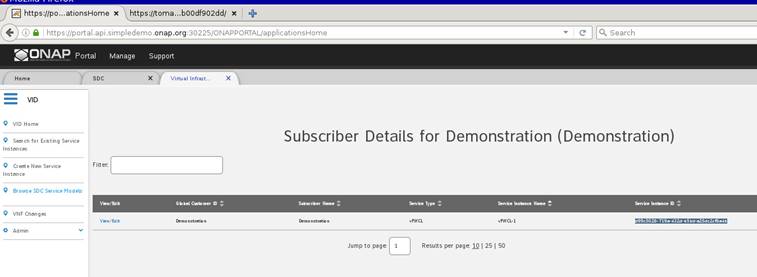 Mozilla Firefox
https://po...ationsHome × https://toma...b00df902dd/ ×
https://portal.api.simpledemo.onap.org:30225/ONAPPORTAL/applicationsHome Search
ONAP Portal Manage Support
Home SDC X Virtual Infrast... X
VID
VID Home
Search for Existing Service
Instances
Create New Service
Instance
Browse SDC Service Models
VNF Changes
Admin
Subscriber Details for Demonstration (Demonstration)
Filter:
View/Edit Global Customer ID Subscriber Name Service Type Service Instance Name Service Instance ID
View/Edit Demonstration Demonstration vFWCL vFWCL-1
Jump to page: 1 Results per page: 10 | 25 | 50